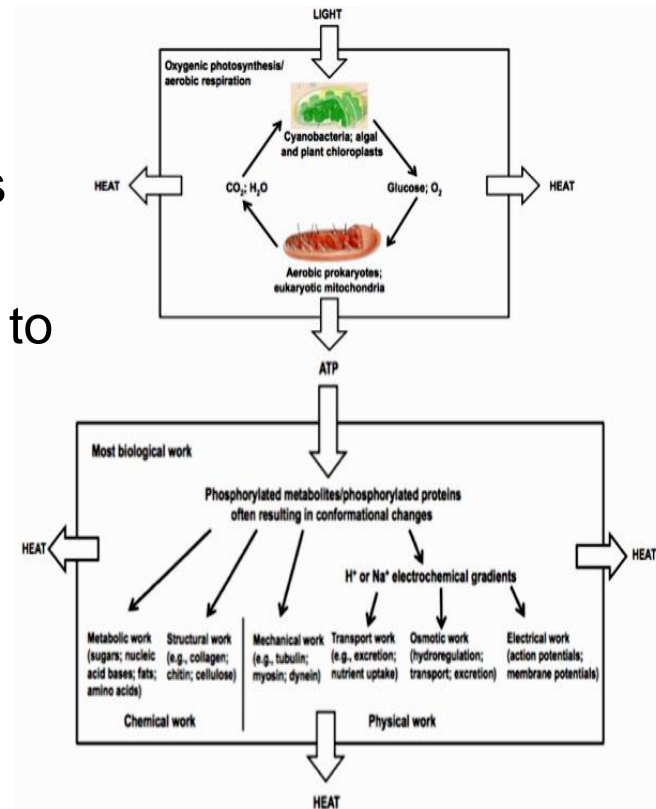 LIGHT
Oxygenic photosynthesis/
aerobic respiration
Cyanobacteria; algal
and plant chloroplasts
s
HEAT
CO₂; H₂O
Glucose; O₂
HEAT
Aerobic prokaryotes;
eukaryotic mitochondria
to
ATP
Most biological work
Phosphorylated metabolites/phosphorylated proteins
often resulting in conformational changes
HEAT
HEAT
H⁺ or Na⁺ electrochemical gradients
Metabolic work
(sugars; nucleic
acid bases; fats;
amino acids)
Structural work
(e.g., collagen;
chitin; cellulose)
Mechanical work
(e.g., tubulin;
myosin; dynein)
Transport work
(e.g., excretion;
nutrient uptake)
Osmotic work
(hydroregulation;
transport; excretion)
Electrical work
(action potentials;
membrane potentials)
Chemical work
Physical work
HEAT